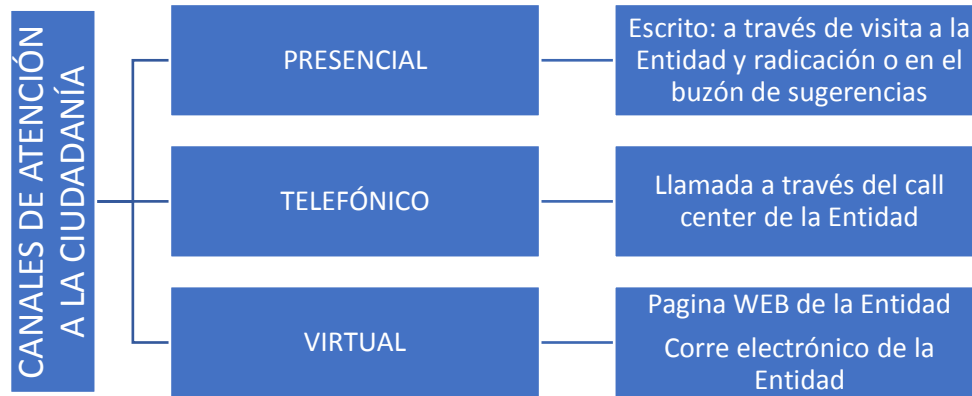 CANALES DE ATENCIÓN
A LA CIUDADANÍA
PRESENCIAL
Escrito: a través de visita a la
Entidad y radicación o en el
buzón de sugerencias
TELEFÓNICO
Llamada a través del call
center de la Entidad
VIRTUAL
Pagina WEB de la Entidad
Corre electrónico de la
Entidad